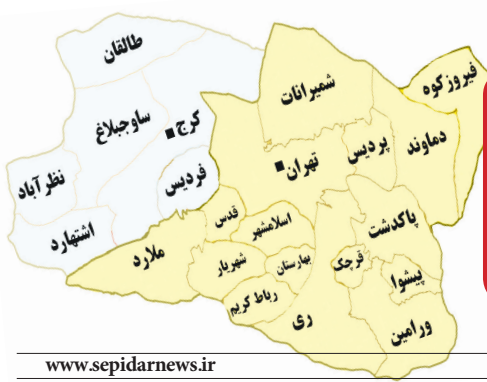 طالقان
فیروزکوه
شمیرانات
ساوجبلاغ
کرج
دماوند
پردیس
تهران
نظرآباد
فردیس
اشتهارد
قدس
اسلامشهر
پاکدشت
ملارد
شهریار
بهارستان
قرچک
پیشوا
رباط کریم
ری
ورامین
www.sepidarnews.ir